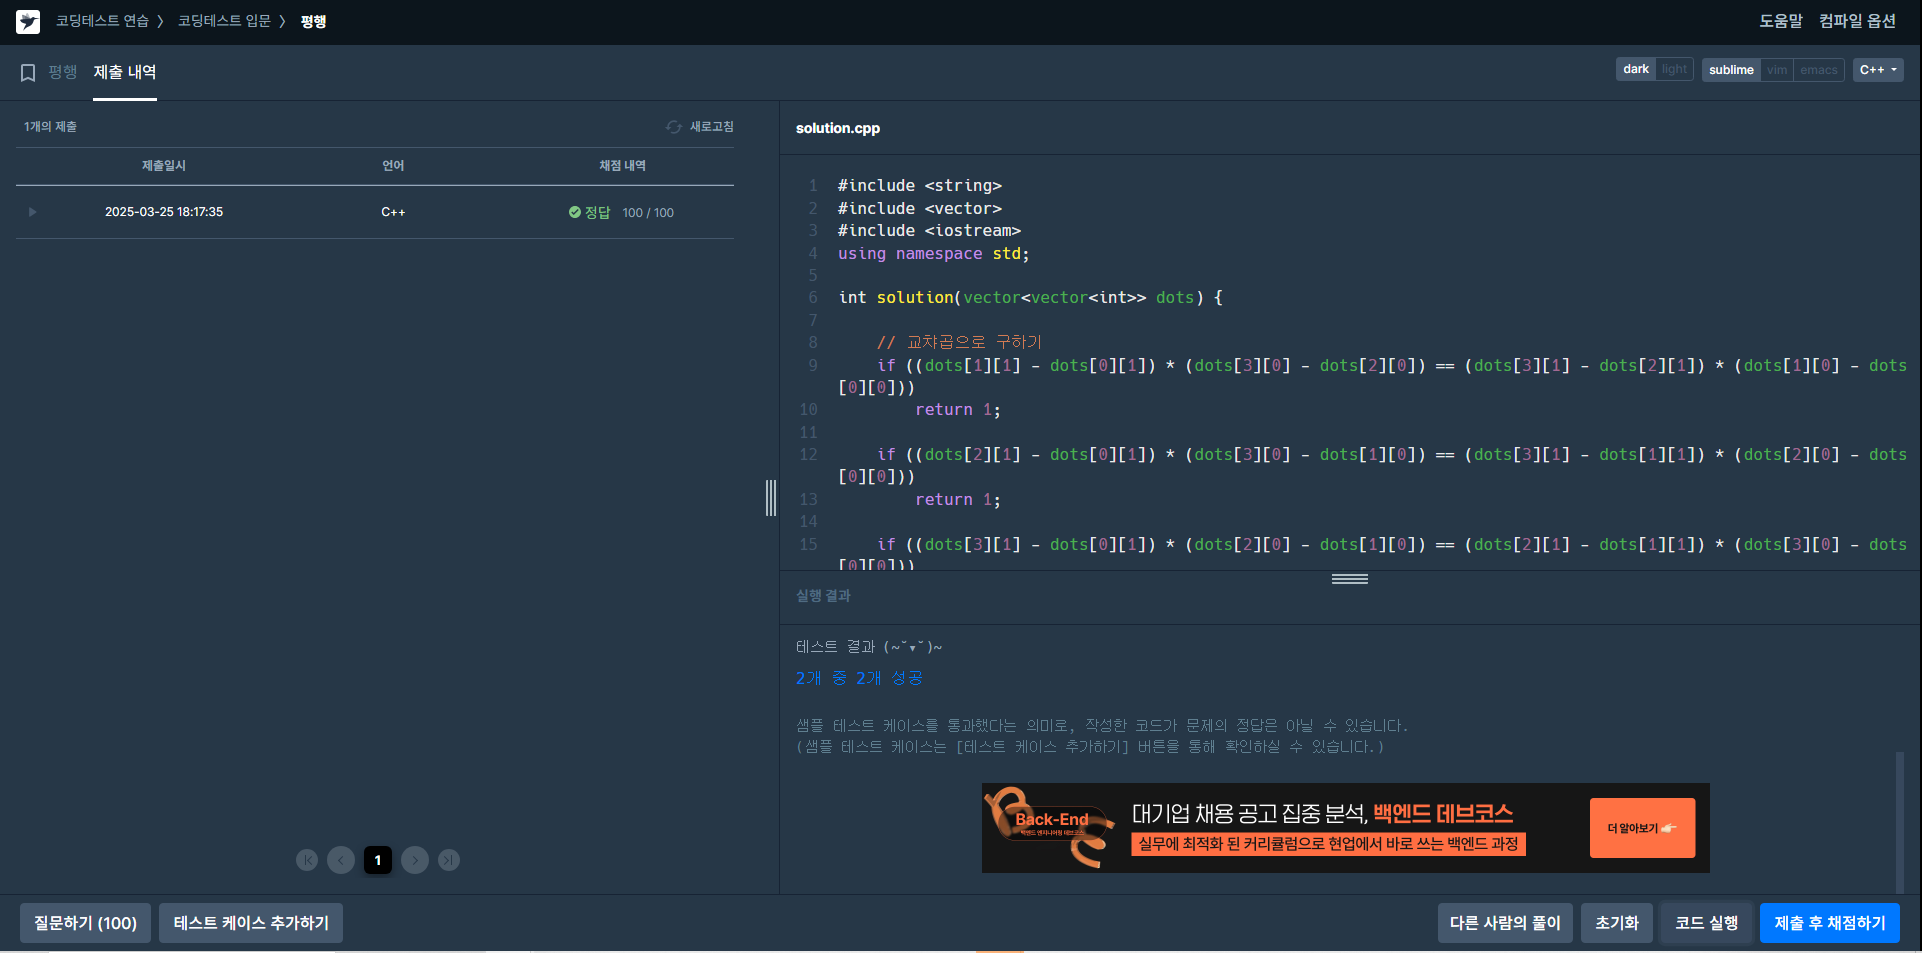 코딩테스트 연습 〉 코딩테스트 입문 〉 평행
도움말 컴파일 옵션
평행 제출 내역
dark light sublime vim emacs C++
1개의 제출 새로고침
제출일시 언어 채점 내역
2025-03-25 18:17:35 C++ 정답 100 / 100
1
질문하기 (100) 테스트 케이스 추가하기
solution.cpp
1 #include <string>
2 #include <vector>
3 #include <iostream>
4 using namespace std;
5
6 int solution(vector<vector<int>> dots) {
7
8 // 교챠곱으로 구하기
9 if ((dots[1][1] - dots[0][1]) * (dots[3][0] - dots[2][0]) == (dots[3][1] - dots[2][1]) * (dots[1][0] - dots
[0][0]))
10 return 1;
11
12 if ((dots[2][1] - dots[0][1]) * (dots[3][0] - dots[1][0]) == (dots[3][1] - dots[1][1]) * (dots[2][0] - dots
[0][0]))
13 return 1;
14
15 if ((dots[3][1] - dots[0][1]) * (dots[2][0] - dots[1][0]) == (dots[2][1] - dots[1][1]) * (dots[3][0] - dots
[0][0]))
실행 결과
테스트 결과 (~˘▾˘)~
2개 중 2개 성공
샘플 테스트 케이스를 통과했다는 의미로, 작성한 코드가 문제의 정답은 아닐 수 있습니다.
(샘플 테스트 케이스는 [테스트 케이스 추가하기] 버튼을 통해 확인하실 수 있습니다.)
Back-End
백엔드 엔지니어링 데브코스
대기업 채용 공고 집중 분석, 백엔드 데브코스
실무에 최적화 된 커리큘럼으로 현업에서 바로 쓰는 백엔드 과정
더 알아보기
다른 사람의 풀이 초기화 코드 실행 제출 후 채점하기